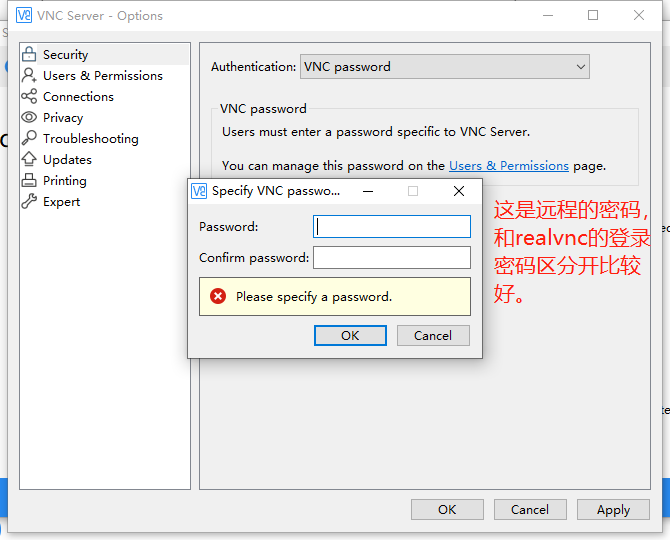 VNC Server - Options
Security
Users & Permissions
Connections
Privacy
Troubleshooting
Updates
Printing
Expert
Authentication: VNC password
VNC password
Users must enter a password specific to VNC Server.
You can manage this password on the Users & Permissions page.
Specify VNC passwo...
Password:
Confirm password:
Please specify a password.
OK Cancel
这是远程的密码，
和realvnc的登录
密码区分开比较
好。
OK Cancel Apply